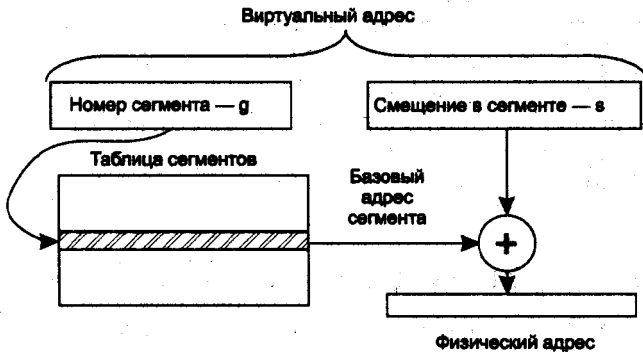 Виртуальный адрес
Номер сегмента — g
Смещение в сегменте — s
Таблица сегментов
Базовый
адрес
сегмента
+
Физический адрес